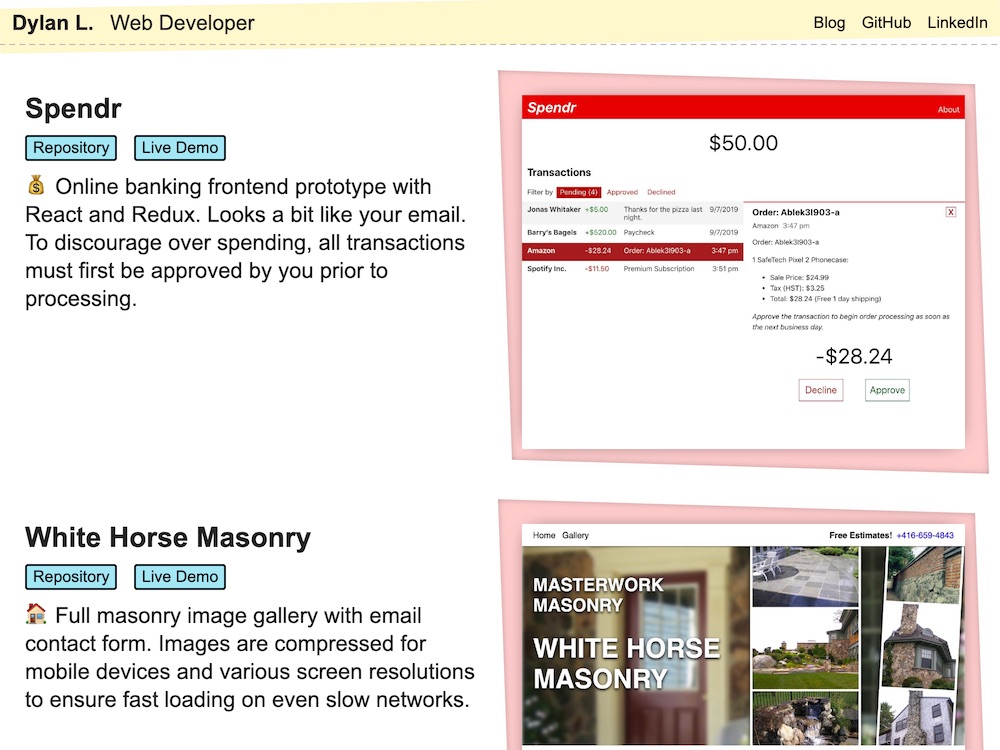 Dylan L. Web Developer
Blog GitHub LinkedIn
Spendr
Repository Live Demo
💰 Online banking frontend prototype with
React and Redux. Looks a bit like your email.
To discourage over spending, all transactions
must first be approved by you prior to
processing.
Spendr
About
$50.00
Transactions
Filter by Pending (4) Approved Declined
Jonas Whitaker +$5.00 Thanks for the pizza last night. 9/7/2019
Barry's Bagels +$520.00 Paycheck 9/7/2019
Amazon -$28.24 Order: Ablek3l903-a 3:47 pm
Spotify Inc. -$11.50 Premium Subscription 3:51 pm
Order: Ablek3l903-a X
Amazon 3:47 pm
Order: Ablek3l903-a
1 SafeTech Pixel 2 Phonecase:
• Sale Price: $24.99
• Tax (HST): $3.25
• Total: $28.24 (Free 1 day shipping)
Approve the transaction to begin order processing as soon as
the next business day.
-$28.24
Decline Approve
White Horse Masonry
Repository Live Demo
🏠 Full masonry image gallery with email
contact form. Images are compressed for
mobile devices and various screen resolutions
to ensure fast loading on even slow networks.
Home Gallery
Free Estimates! +416-659-4843
MASTERWORK
MASONRY
WHITE HORSE
MASONRY